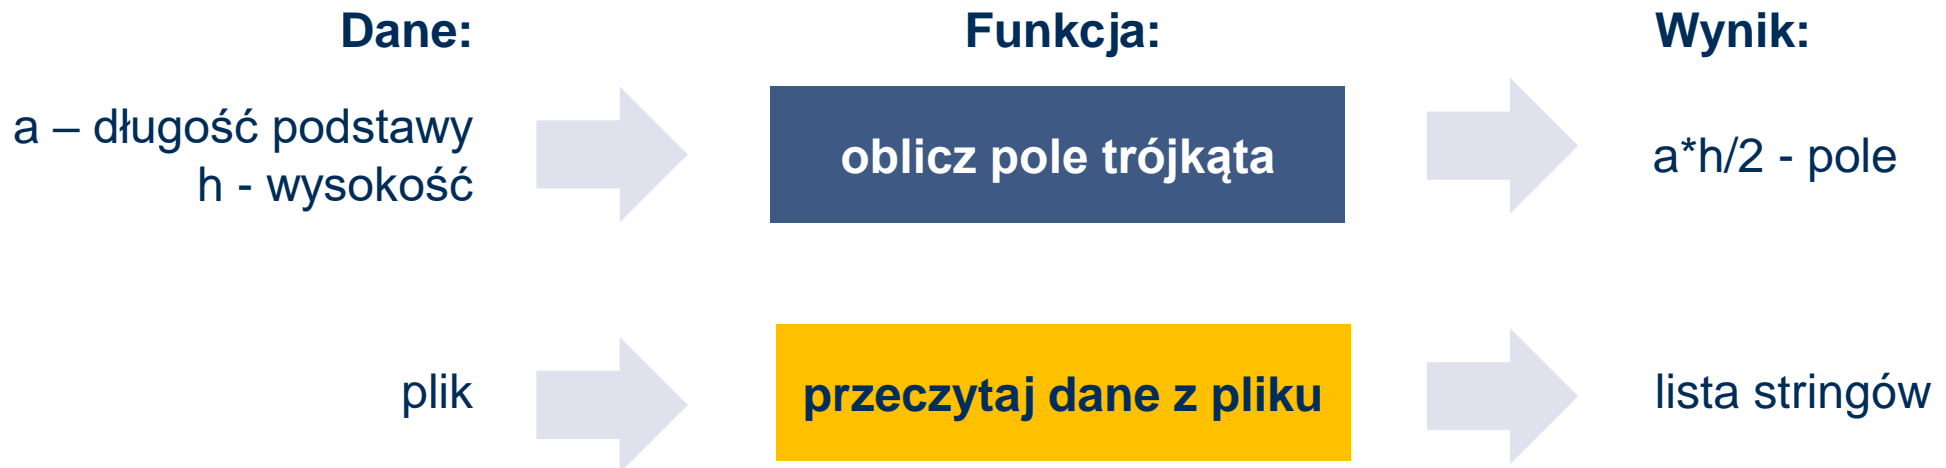 Dane:
Funkcja:
Wynik:
a – długość podstawy
h - wysokość
oblicz pole trójkąta
a*h/2 - pole
plik
przeczytaj dane z pliku
lista stringów